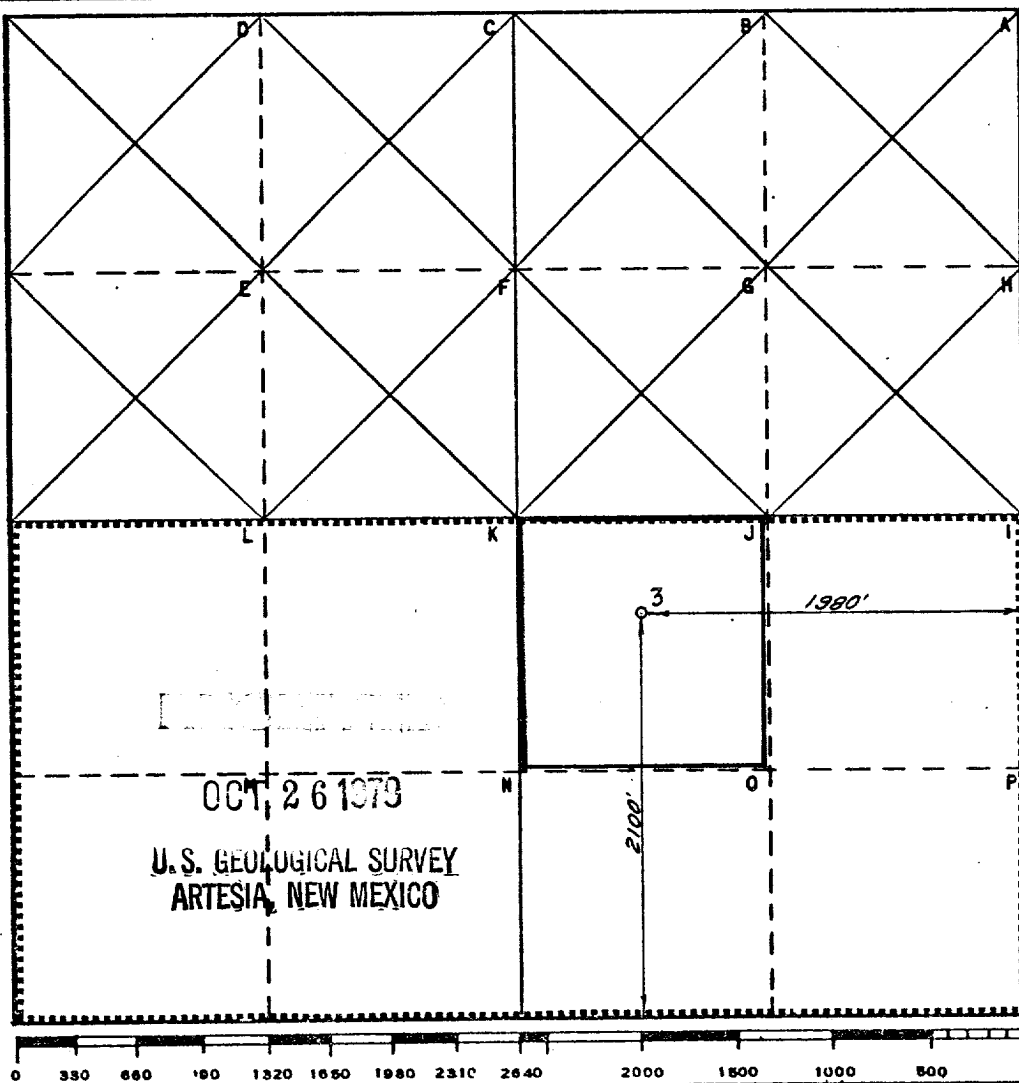 D C B A
E F G H
L K J I
3 1980'
M N O P
2100'
OCT 26 1979
U.S. GEOLOGICAL SURVEY
ARTESIA, NEW MEXICO
0 330 660 990 1320 1650 1980 2310 2640 2000 1500 1000 500